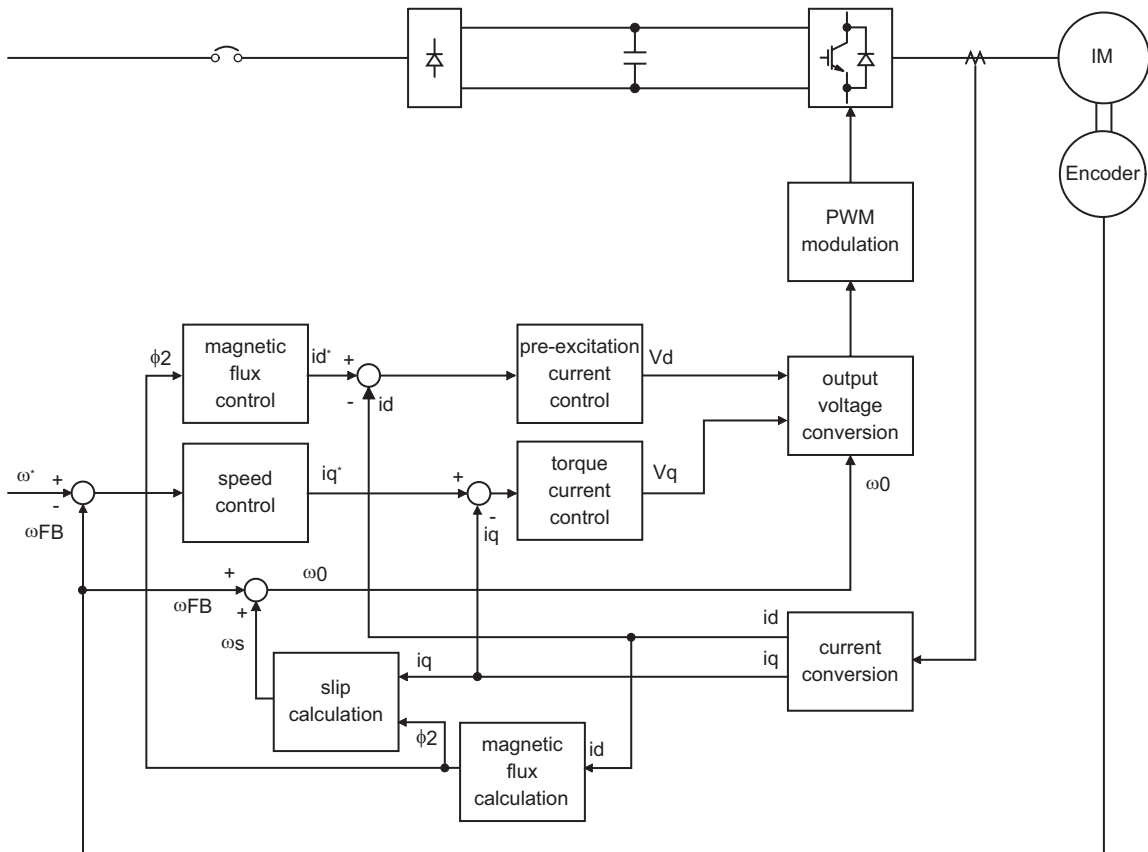 IM
Encoder
PWM
modulation
ϕ2
magnetic
flux
control
id*
+
-
id
pre-excitation
current
control
Vd
output
voltage
conversion
ω*
+
-
ωFB
speed
control
iq*
+
-
iq
torque
current
control
Vq
ω0
+
ωFB
+
ω0
ωs
slip
calculation
iq
ϕ2
magnetic
flux
calculation
id
id
iq
current
conversion